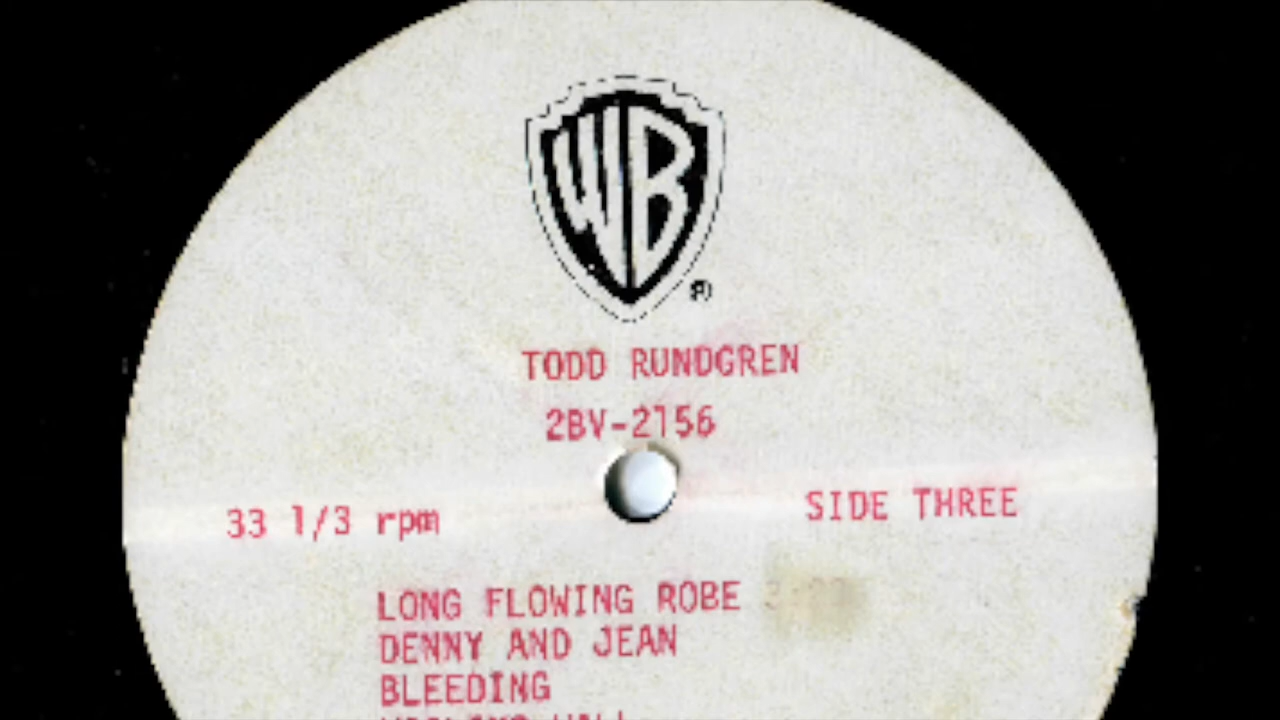 WB
®
TODD RUNDGREN
2BV-2156
33 1/3 rpm
SIDE THREE
LONG FLOWING ROBE
DENNY AND JEAN
BLEEDING